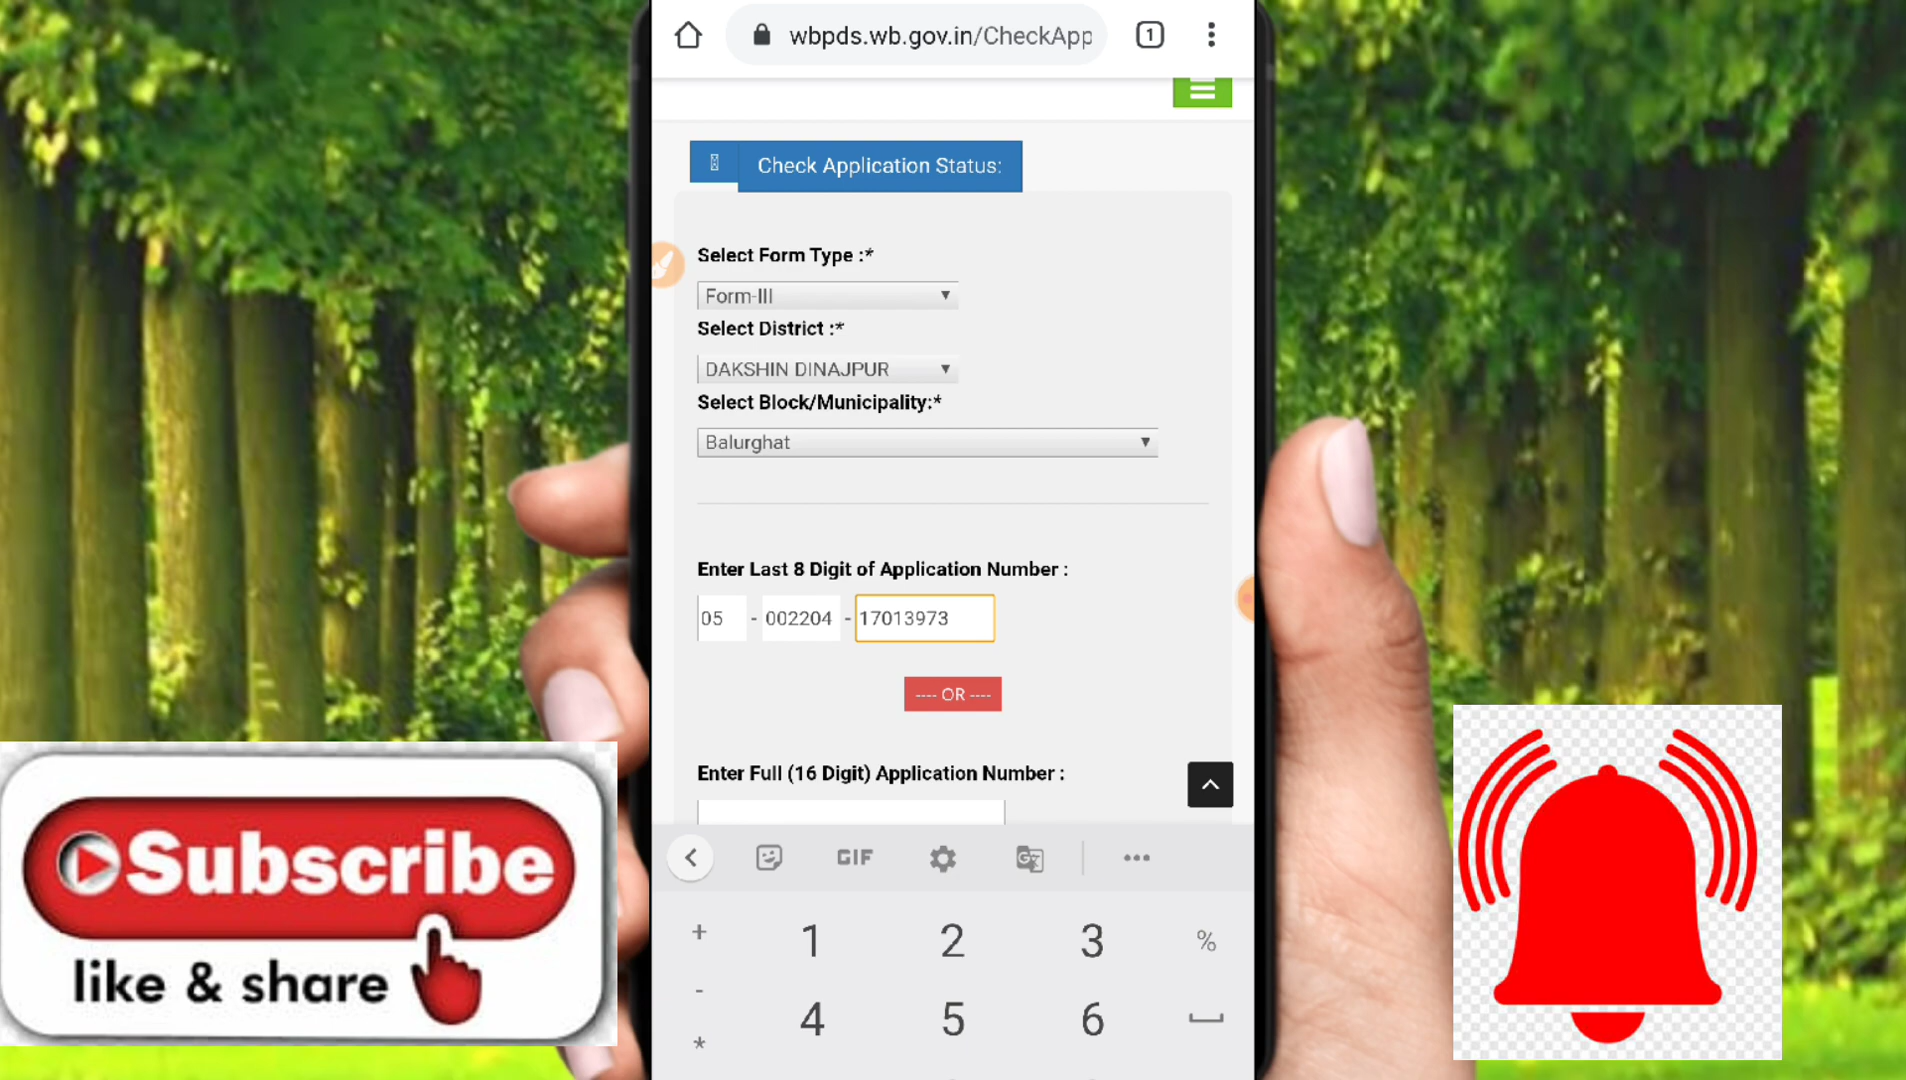 wbpds.wb.gov.in/CheckApp
1
Check Application Status:
Select Form Type :*
Form-III
Select District :*
DAKSHIN DINAJPUR
Select Block/Municipality:*
Balurghat
Enter Last 8 Digit of Application Number :
05 - 002204 - 17013973
---- OR ----
Enter Full (16 Digit) Application Number :
GIF
+ 1 2 3 %
- 4 5 6
*
Subscribe
like & share